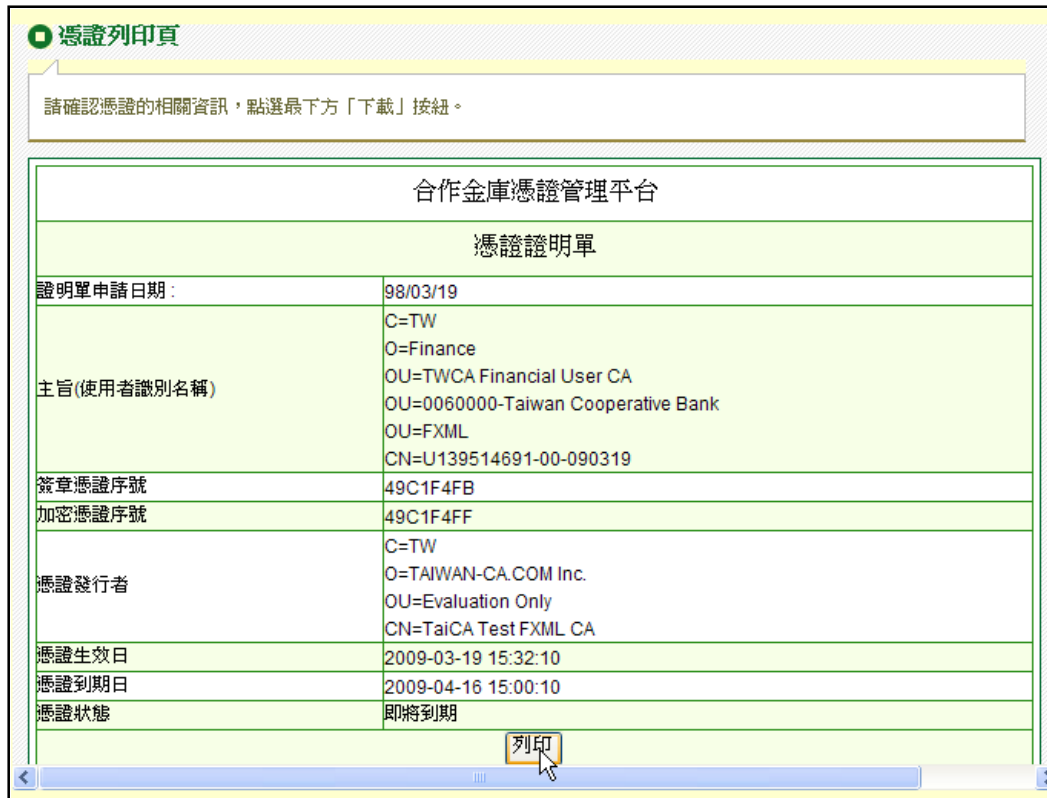 憑證列印頁
請確認憑證的相關資訊，點選最下方「下載」按紐。
合作金庫憑證管理平台
憑證證明單
證明單申請日期 : 98/03/19
主旨(使用者識別名稱)
C=TW
O=Finance
OU=TWCA Financial User CA
OU=0060000-Taiwan Cooperative Bank
OU=FXML
CN=U139514691-00-090319
簽章憑證序號 49C1F4FB
加密憑證序號 49C1F4FF
憑證發行者
C=TW
O=TAIWAN-CA.COM Inc.
OU=Evaluation Only
CN=TaiCA Test FXML CA
憑證生效日 2009-03-19 15:32:10
憑證到期日 2009-04-16 15:00:10
憑證狀態 即將到期
列印